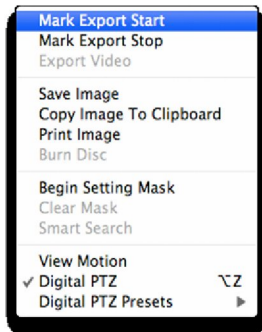 Mark Export Start
Mark Export Stop
Export Video
Save Image
Copy Image To Clipboard
Print Image
Burn Disc
Begin Setting Mask
Clear Mask
Smart Search
View Motion
✓ Digital PTZ ⌥Z
Digital PTZ Presets ▶